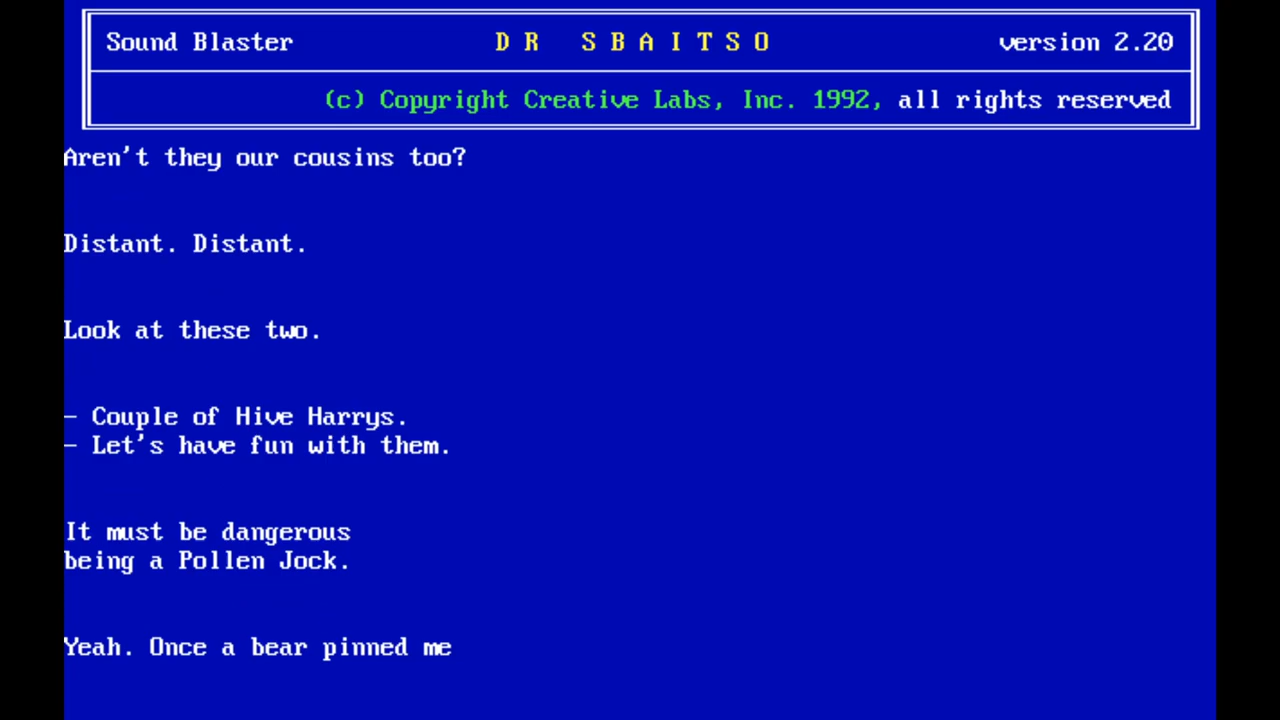 Sound Blaster D R S B A I T S O version 2.20
(c) Copyright Creative Labs, Inc. 1992, all rights reserved
Aren't they our cousins too?
Distant. Distant.
Look at these two.
- Couple of Hive Harrys.
- Let's have fun with them.
It must be dangerous
being a Pollen Jock.
Yeah. Once a bear pinned me